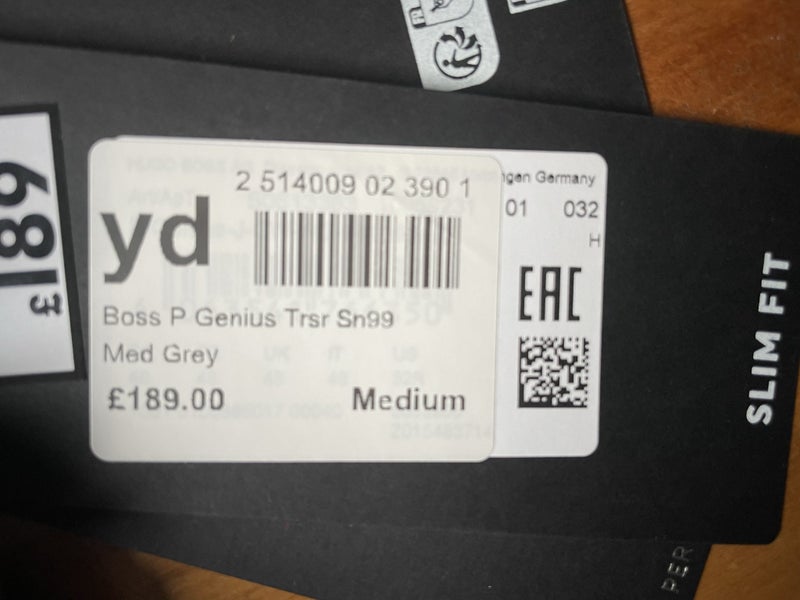 £189
yd
2 514009 02 390 1
Boss P Genius Trsr Sn99
Med Grey
£189.00 Medium
Germany
01 032
H
EAC
SLIM FIT
PER